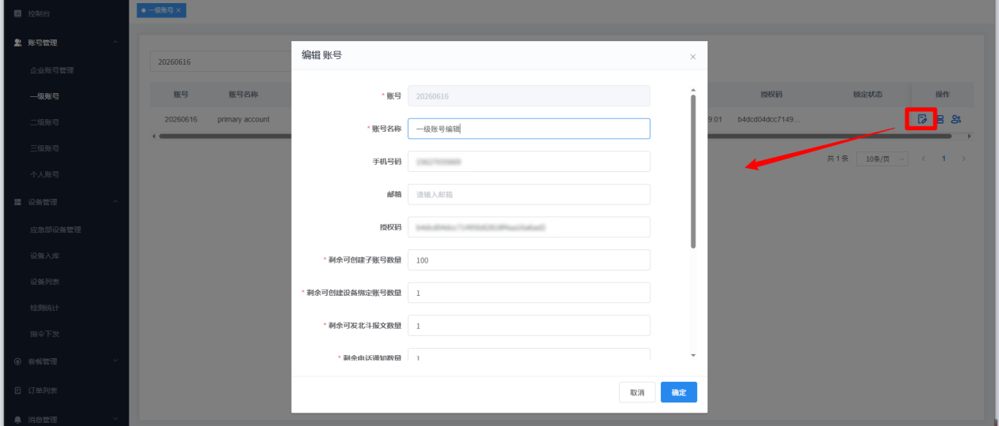 控制台
一级账号 ×
账号管理
企业账号管理
一级账号
二级账号
三级账号
个人账号
设备管理
应急部设备管理
设备入库
设备列表
检测统计
指令下发
套餐管理
订单列表
消息管理
20260616
账号 账号名称 授权码 锁定状态 操作
20260616 primary account 9:01 b4dcd04dcc7149...
共 1 条 10条/页 < 1 >
编辑 账号 ×
* 账号 20260616
* 账号名称 一级账号编辑
手机号码
邮箱 请输入邮箱
授权码
* 剩余可创建子账号数量 100
* 剩余可创建设备绑定账号数量 1
* 剩余可发北斗报文数量 1
* 剩余电话通知数量 1
取消 确定